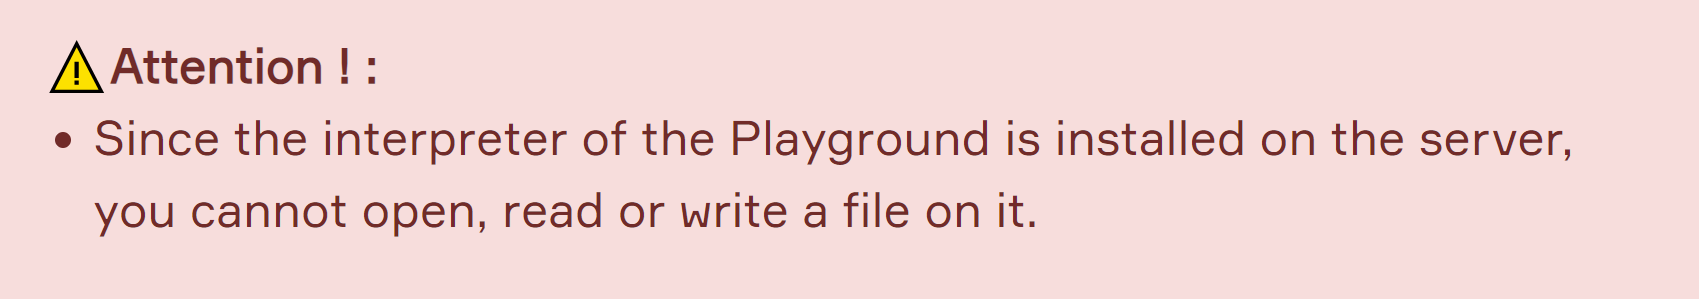 ⚠ Attention ! :
• Since the interpreter of the Playground is installed on the server,
you cannot open, read or write a file on it.